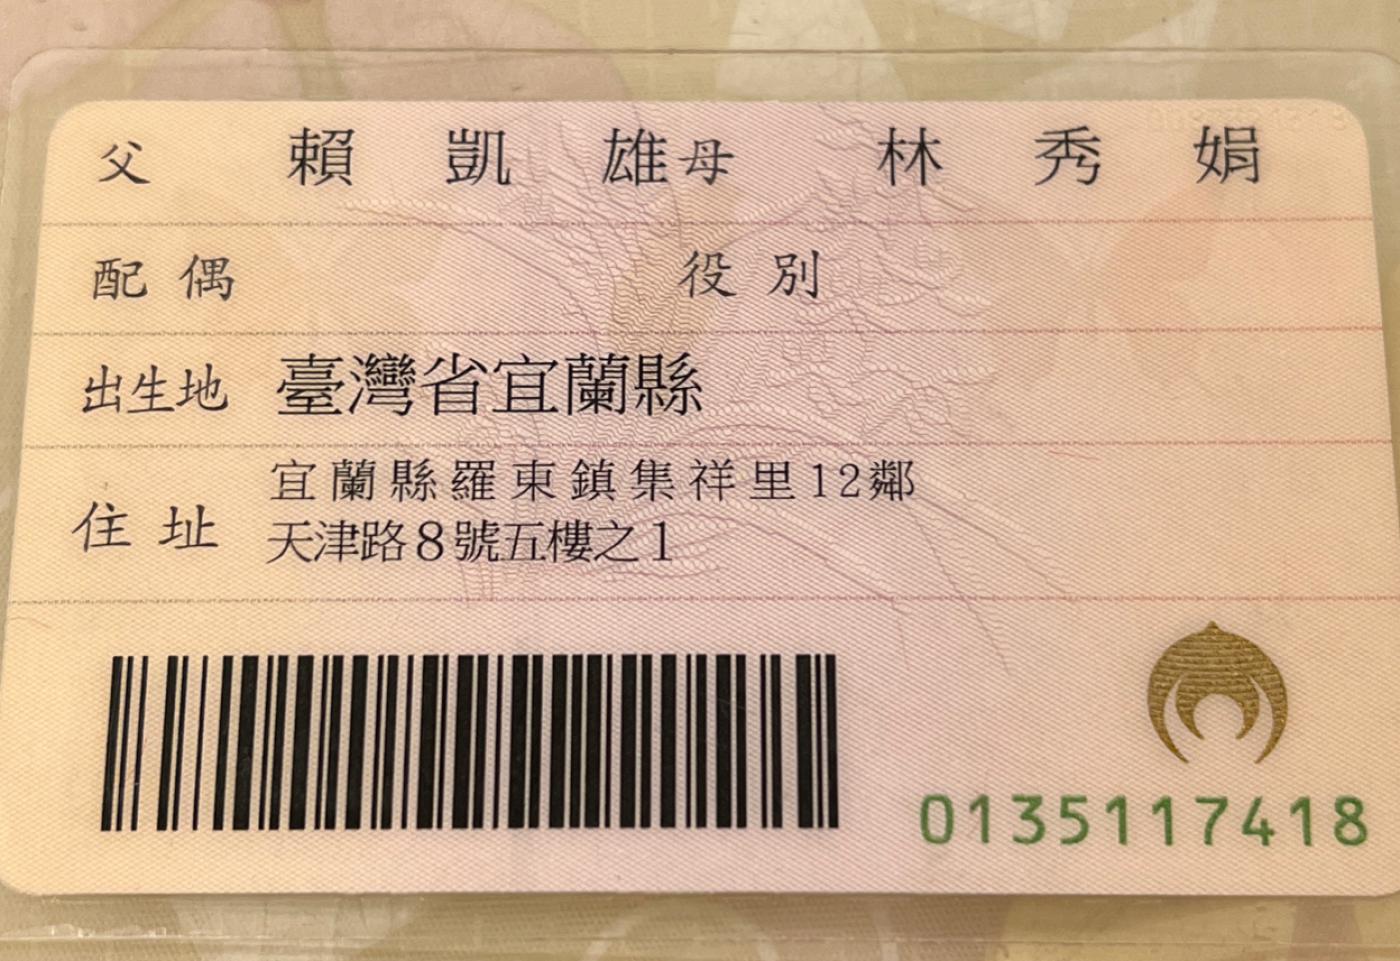 父 賴凱雄 母 林秀娟
配偶 役別
出生地 臺灣省宜蘭縣
住址 宜蘭縣羅東鎮集祥里12鄰
天津路8號五樓之1
0135117418